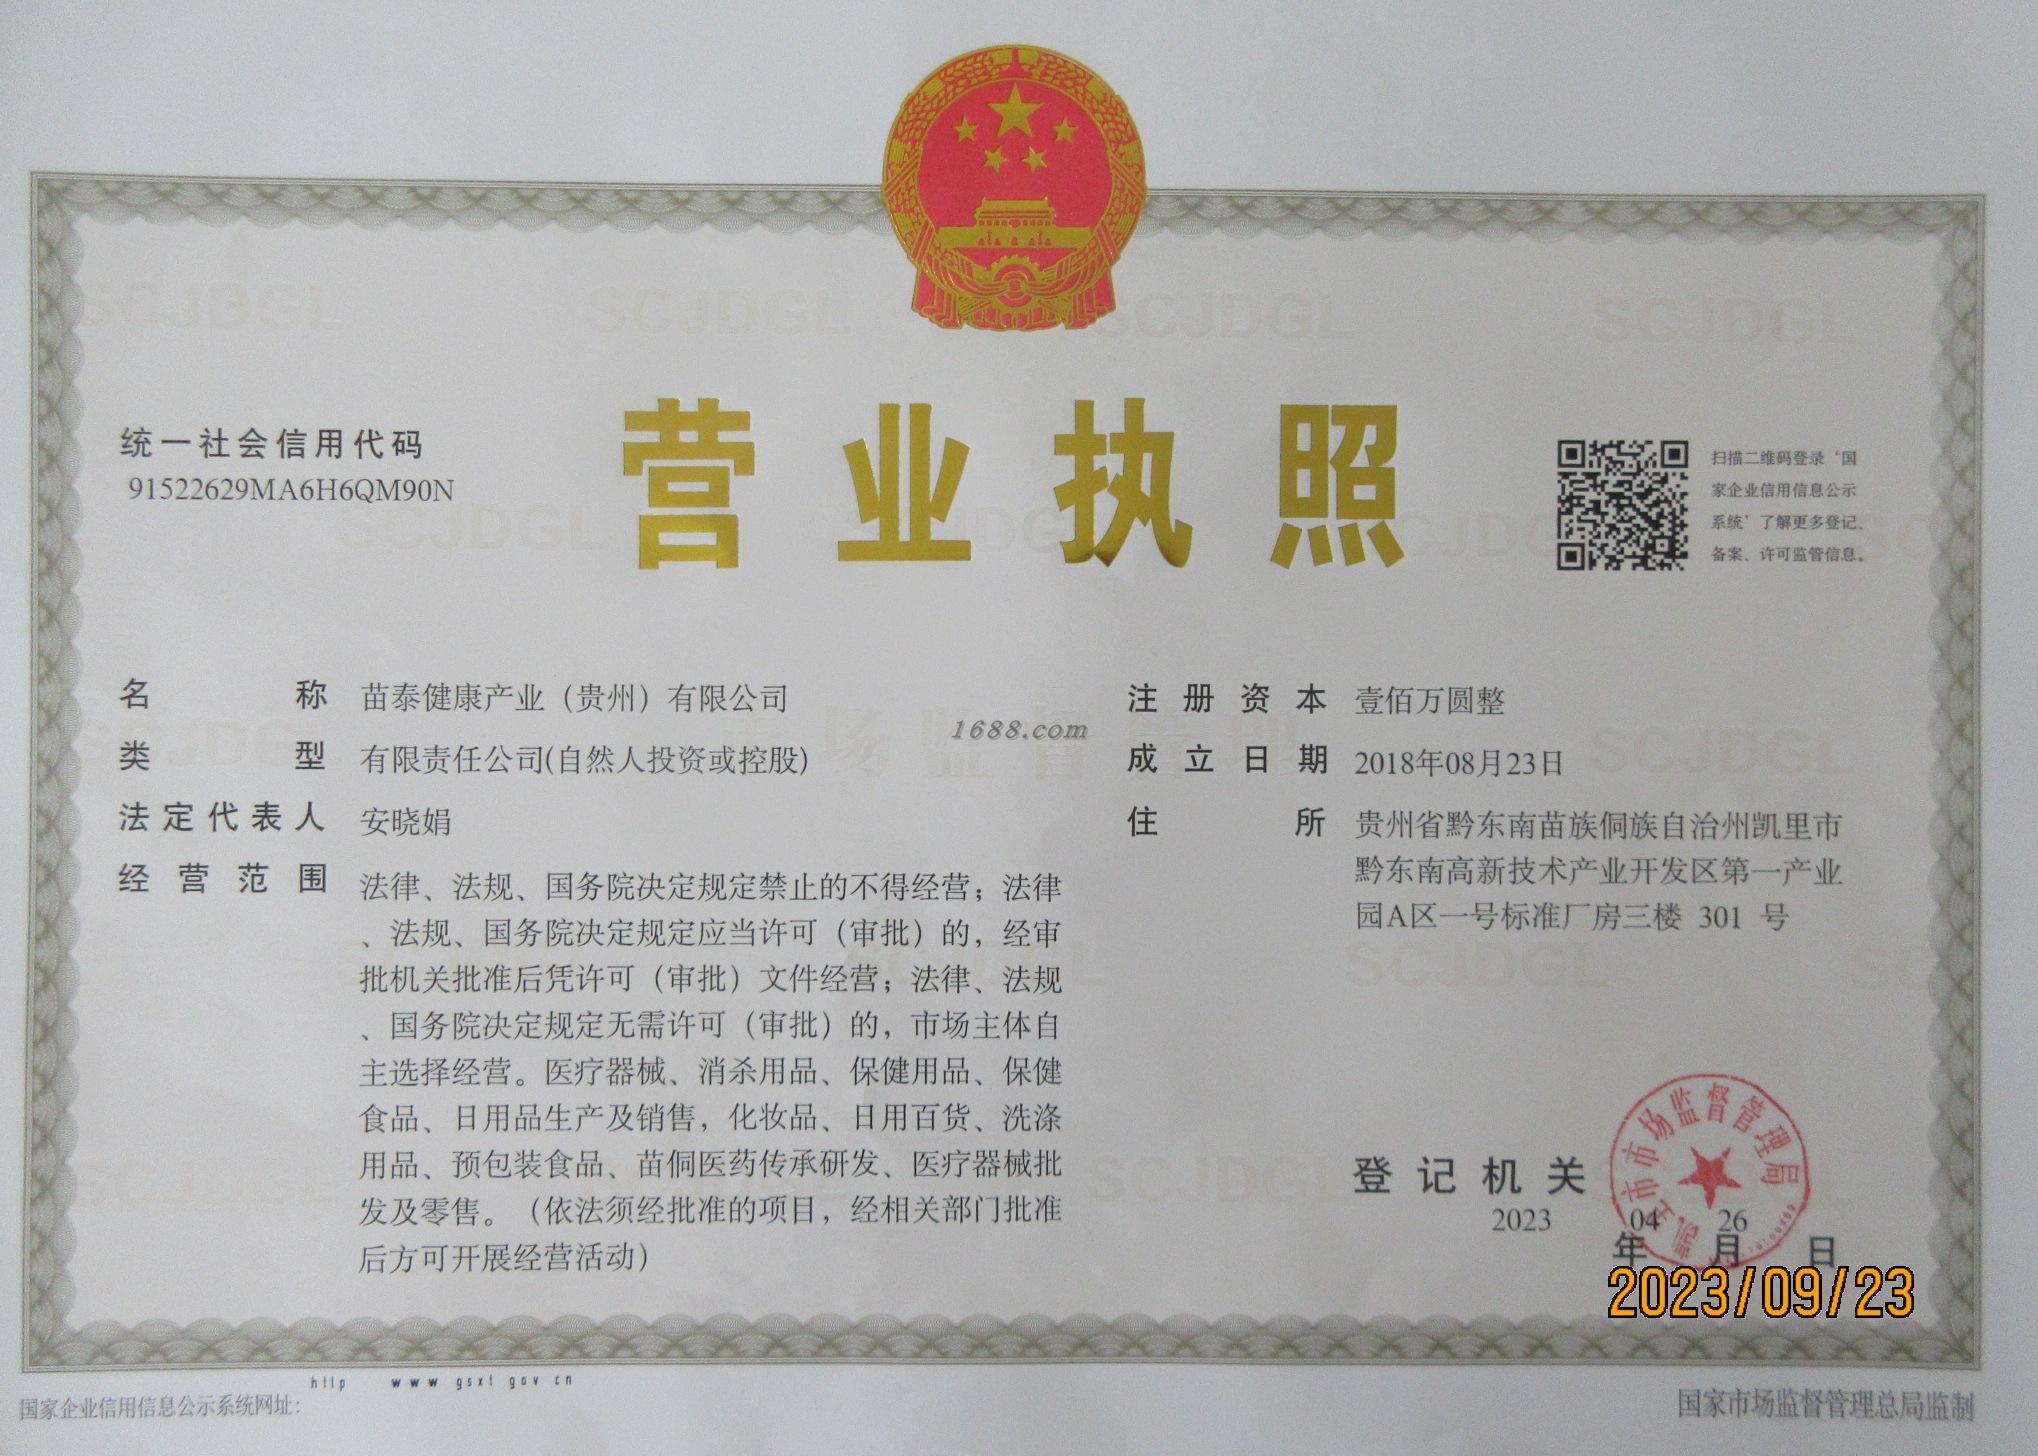 营业执照
统一社会信用代码
91522629MA6H6QM90N
扫描二维码登录‘国
家企业信用信息公示
系统’了解更多登记、
备案、许可监管信息。
名称 苗泰健康产业（贵州）有限公司
类型 有限责任公司(自然人投资或控股)
法定代表人 安晓娟
经营范围 法律、法规、国务院决定规定禁止的不得经营；法律
、法规、国务院决定规定应当许可（审批）的，经审
批机关批准后凭许可（审批）文件经营；法律、法规
、国务院决定规定无需许可（审批）的，市场主体自
主选择经营。医疗器械、消杀用品、保健用品、保健
食品、日用品生产及销售，化妆品、日用百货、洗涤
用品、预包装食品、苗侗医药传承研发、医疗器械批
发及零售。（依法须经批准的项目，经相关部门批准
后方可开展经营活动）
1688.com
注册资本 壹佰万圆整
成立日期 2018年08月23日
住所 贵州省黔东南苗族侗族自治州凯里市
黔东南高新技术产业开发区第一产业
园A区一号标准厂房三楼 301 号
登记机关
市市场监督管理局
2023 04 26
年 月 日
2023/09/23
http www gsxt gov cn
国家企业信用信息公示系统网址：
国家市场监督管理总局监制
SCJDGL